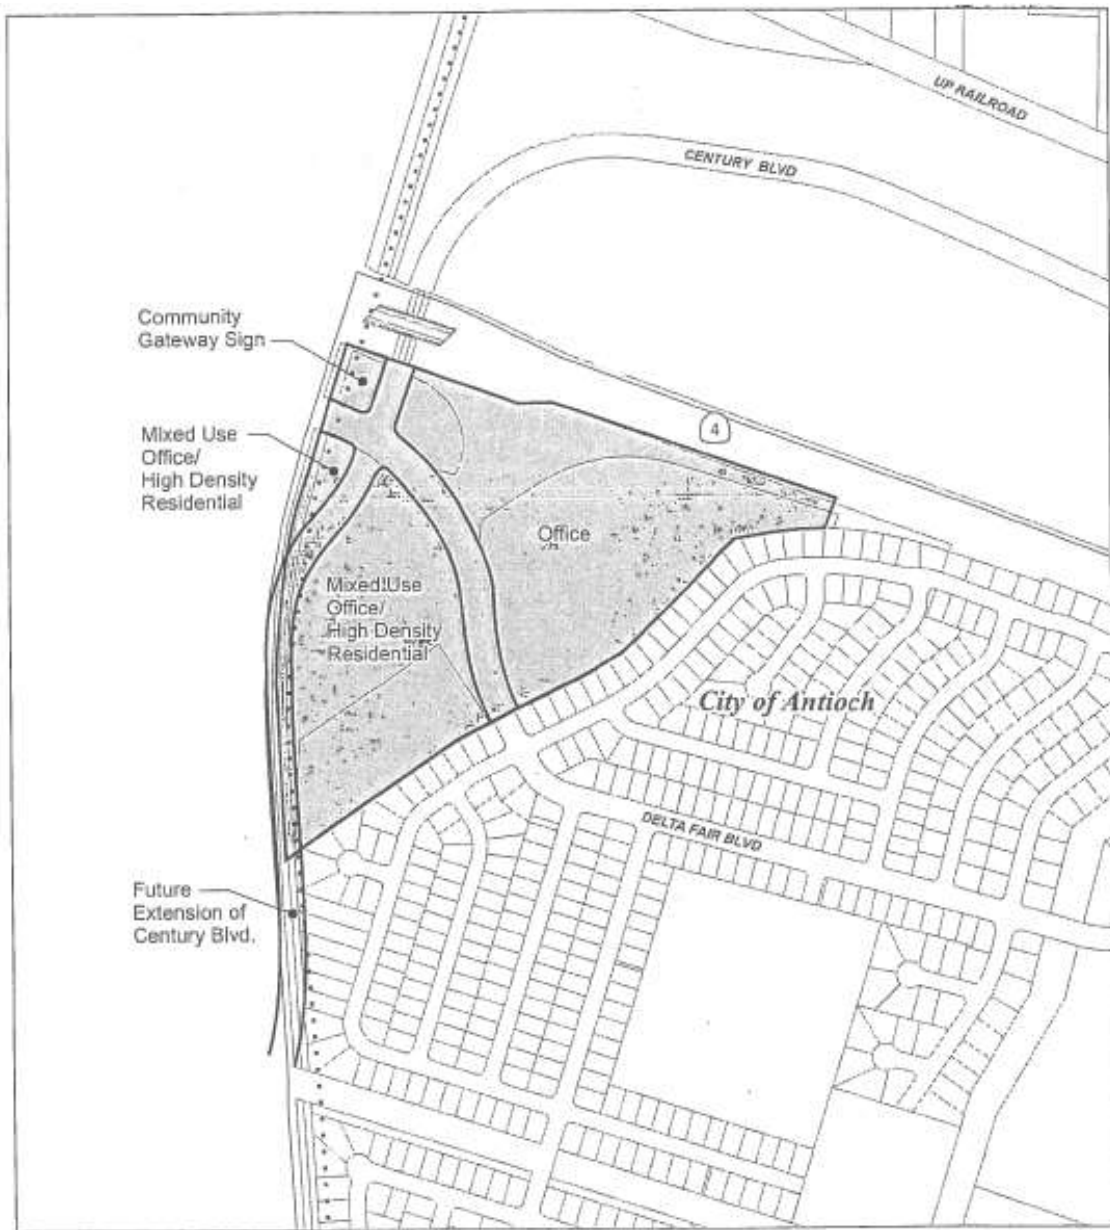 UP RAILROAD
CENTURY BLVD
Community
Gateway Sign
4
Mixed Use
Office/
High Density
Residential
Office
Mixed Use
Office/
High Density
Residential
City of Antioch
DELTA FAIR BLVD
Future
Extension of
Century Blvd.